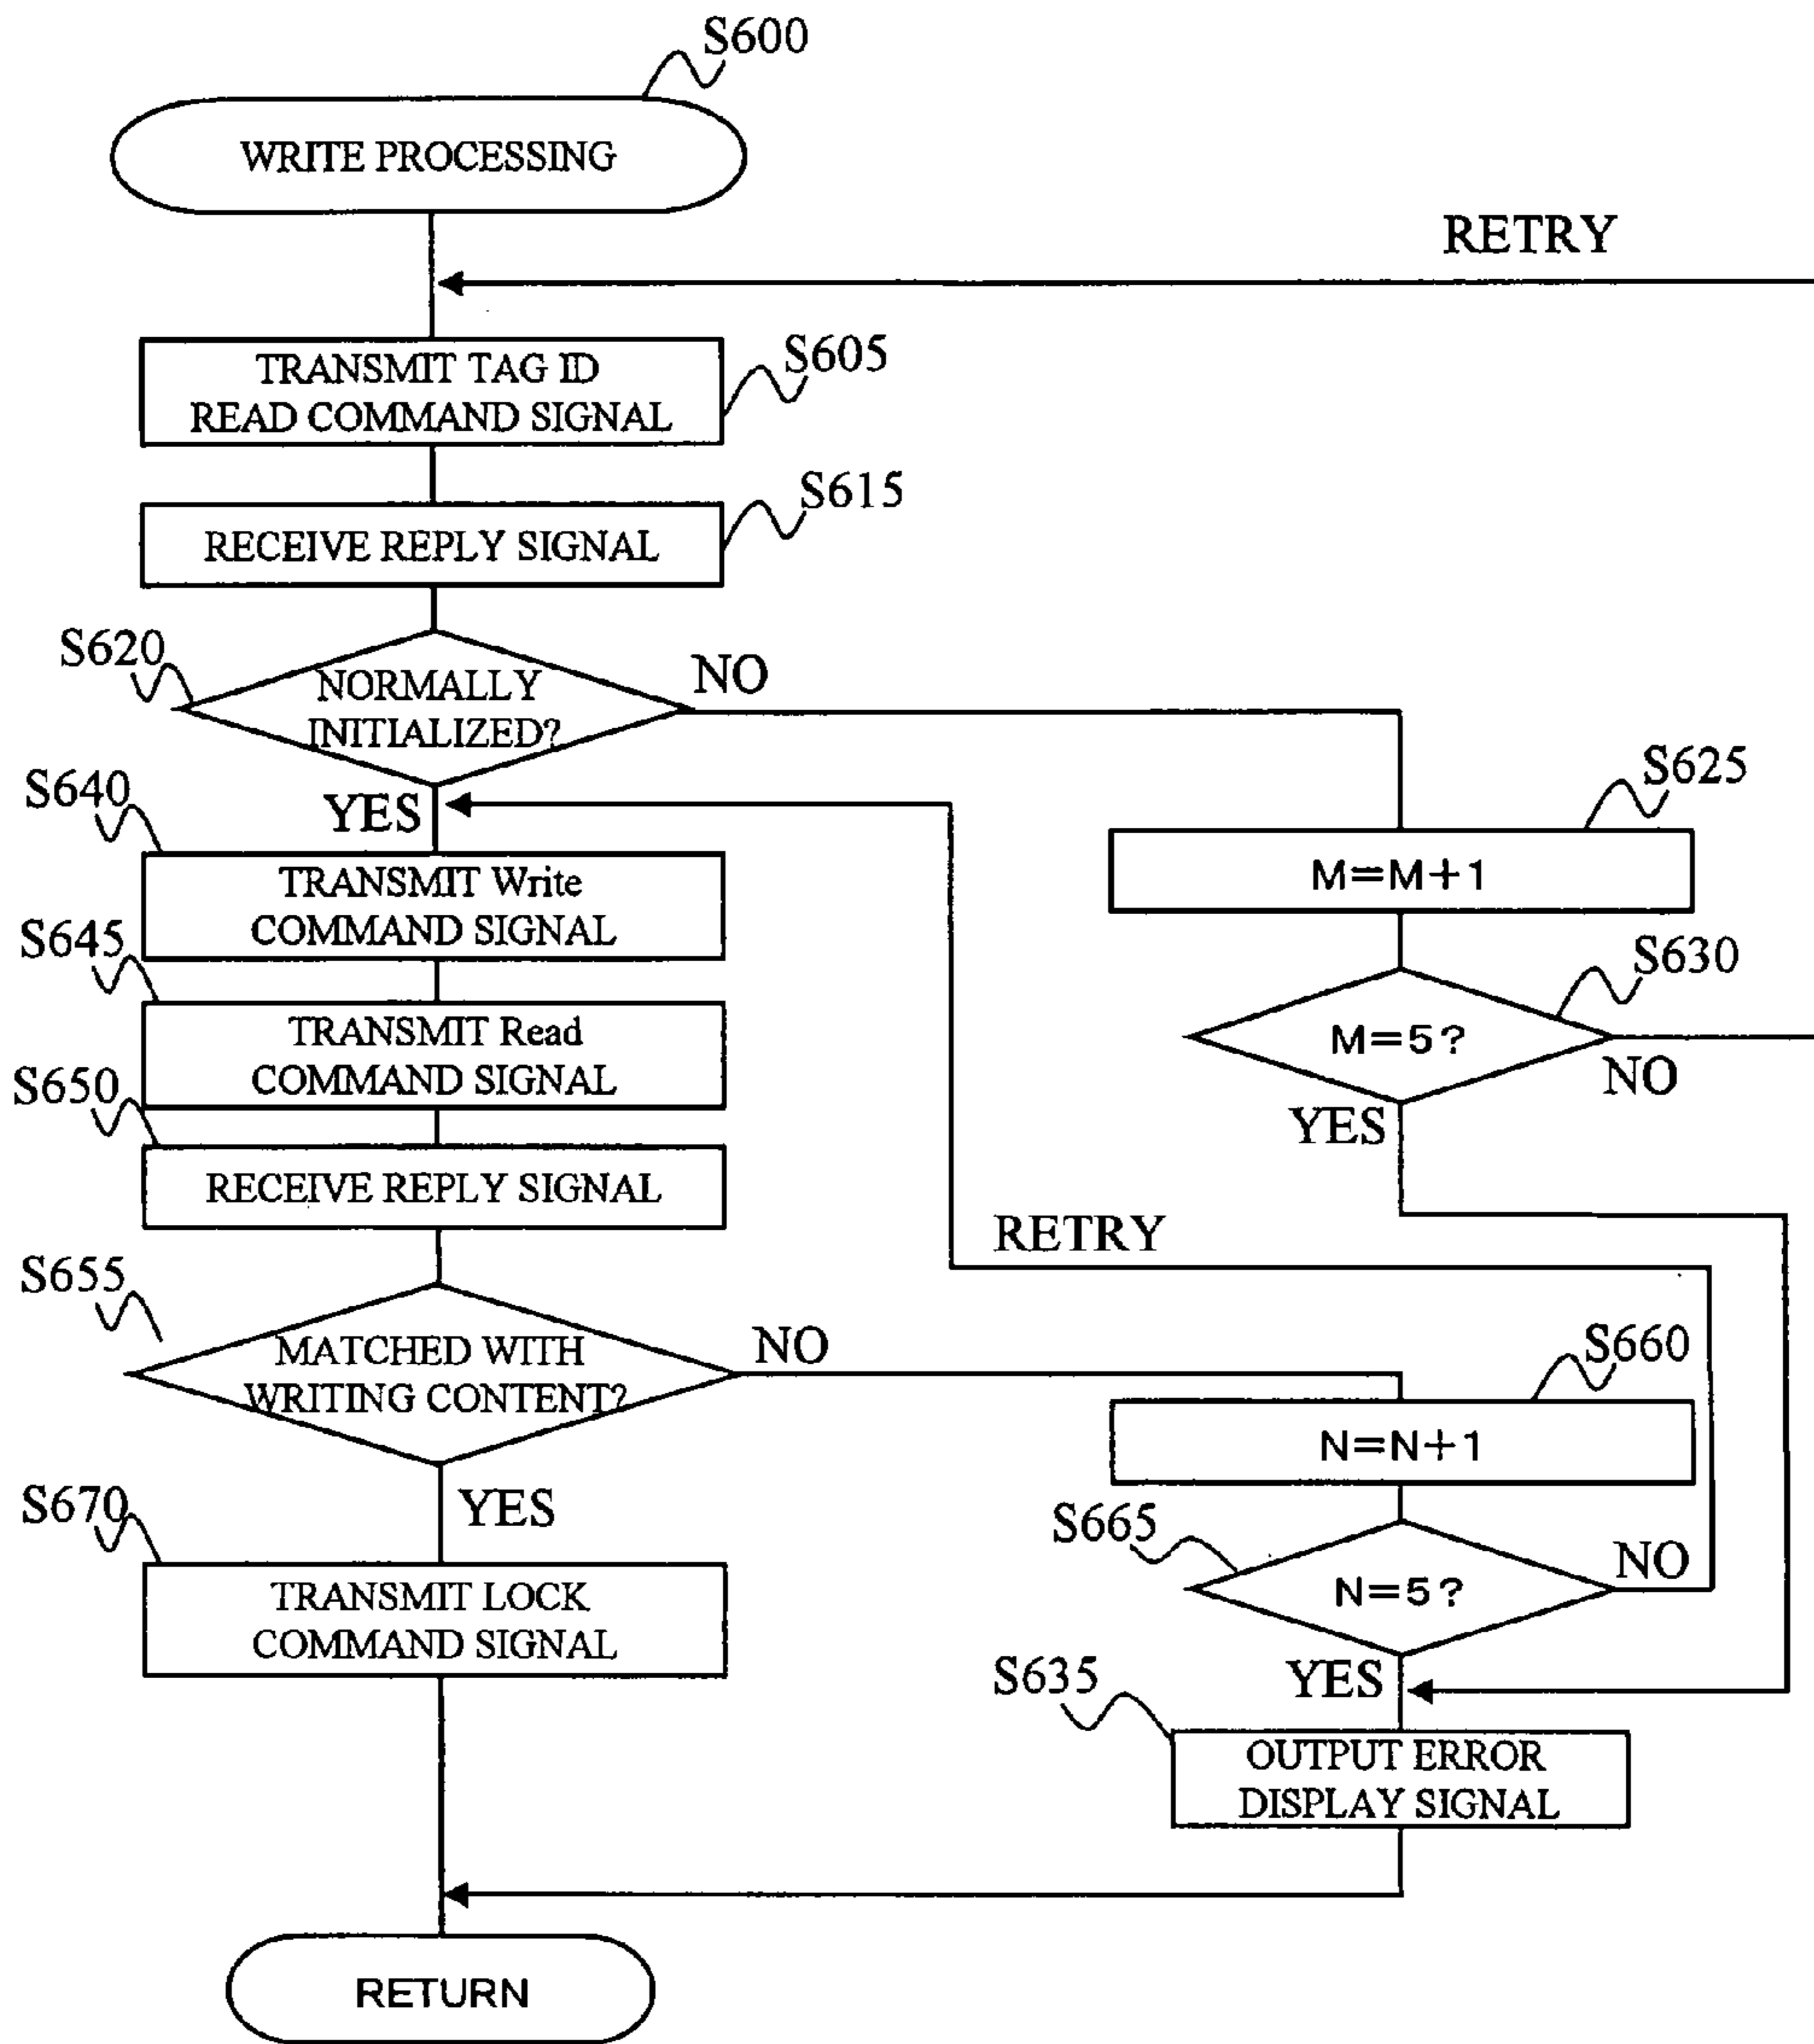 S600
WRITE PROCESSING
RETRY
TRANSMIT TAG ID
READ COMMAND SIGNAL
S605
RECEIVE REPLY SIGNAL
S615
S620
NORMALLY
INITIALIZED?
NO
YES
S625
M=M+1
S630
M=5?
NO
YES
S640
TRANSMIT Write
COMMAND SIGNAL
S645
TRANSMIT Read
COMMAND SIGNAL
S650
RECEIVE REPLY SIGNAL
RETRY
S655
MATCHED WITH
WRITING CONTENT?
NO
YES
S660
N=N+1
S665
N=5?
NO
YES
S670
TRANSMIT LOCK
COMMAND SIGNAL
S635
OUTPUT ERROR
DISPLAY SIGNAL
RETURN